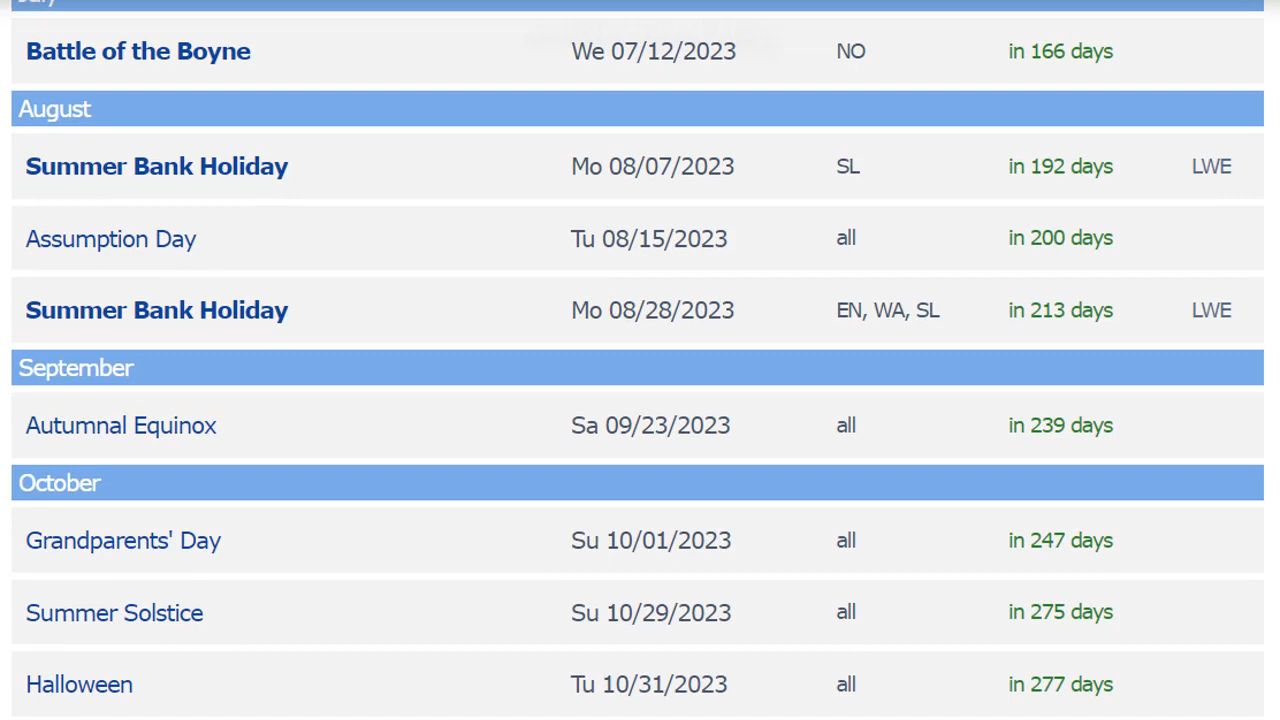 July
Battle of the Boyne We 07/12/2023 NO in 166 days
August
Summer Bank Holiday Mo 08/07/2023 SL in 192 days LWE
Assumption Day Tu 08/15/2023 all in 200 days
Summer Bank Holiday Mo 08/28/2023 EN, WA, SL in 213 days LWE
September
Autumnal Equinox Sa 09/23/2023 all in 239 days
October
Grandparents' Day Su 10/01/2023 all in 247 days
Summer Solstice Su 10/29/2023 all in 275 days
Halloween Tu 10/31/2023 all in 277 days